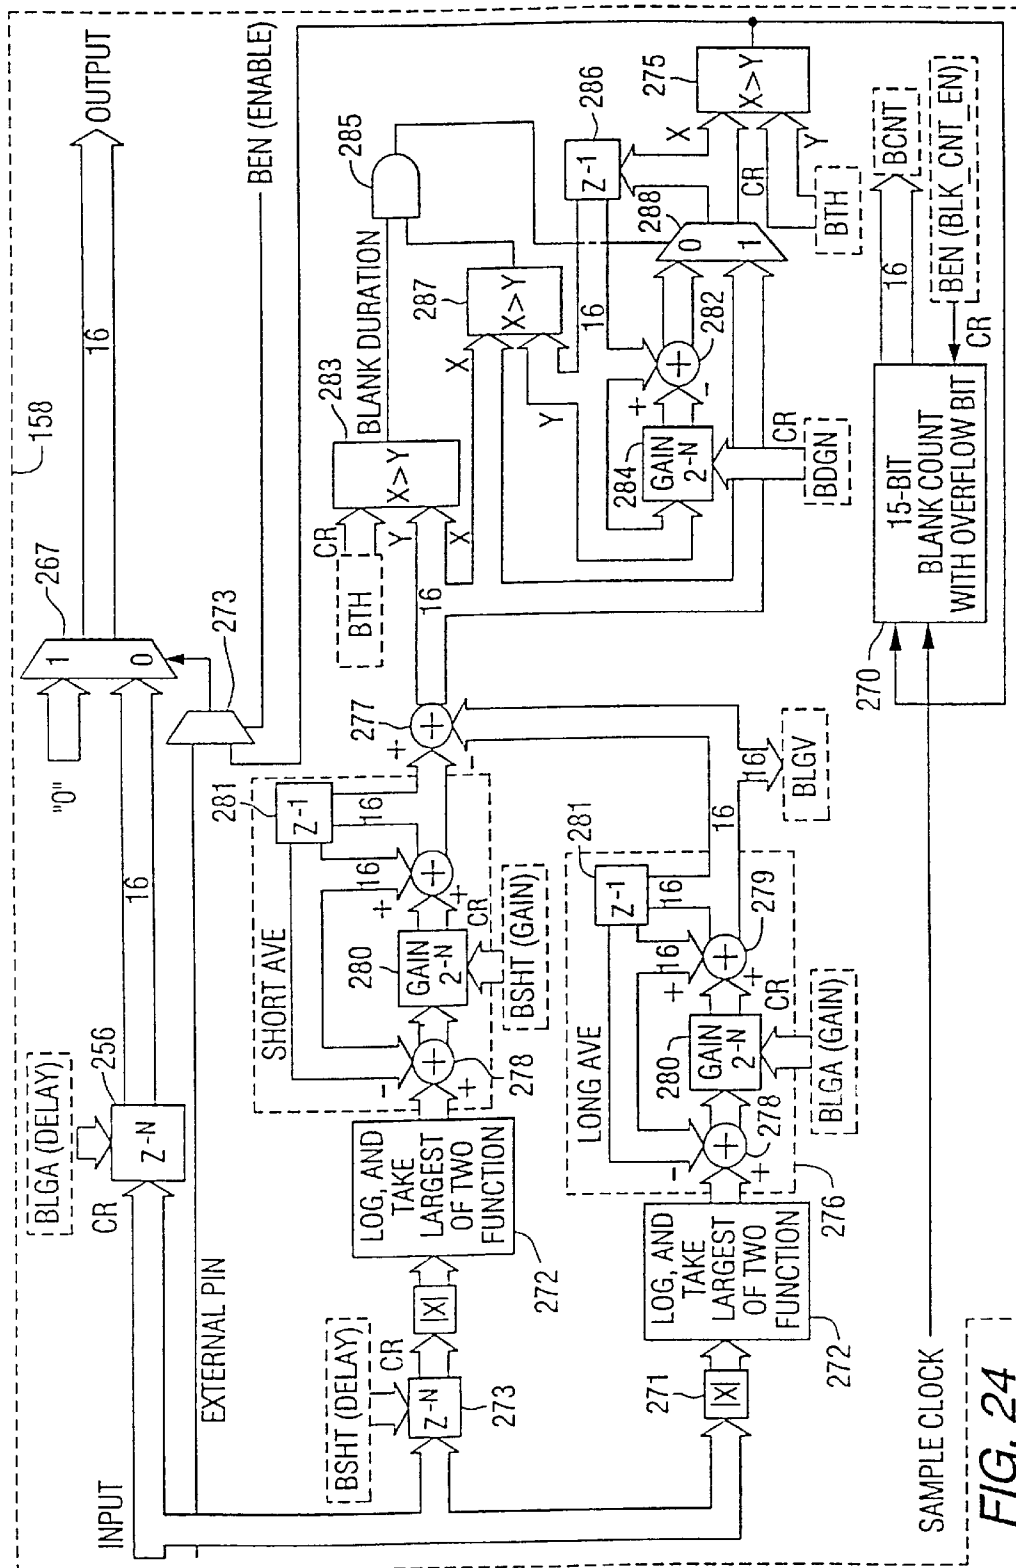 158
INPUT
BLGA (DELAY)
CR
256
Z-N
16
"0"
267
1
0
16
OUTPUT
EXTERNAL PIN
273
BEN (ENABLE)
BSHT (DELAY)
CR
Z-N
273
|X|
LOG, AND
TAKE
LARGEST
OF TWO
FUNCTION
272
SHORT AVE
-
+
278
280
GAIN
2-N
CR
BSHT (GAIN)
+
+
16
281
Z-1
16
+
-
277
16
BTH
CR
Y
X
283
X>Y
BLANK DURATION
285
X
Y
287
X>Y
16
286
Z-1
X
275
X>Y
Y
CR
BTH
288
0
1
282
+
-
284
GAIN
2-N
CR
BDGN
271
|X|
LOG, AND
TAKE
LARGEST
OF TWO
FUNCTION
272
LONG AVE
-
+
278
276
280
GAIN
2-N
CR
BLGA (GAIN)
+
+
279
16
281
Z-1
16
16
16
BLGV
SAMPLE CLOCK
270
15-BIT
BLANK COUNT
WITH OVERFLOW BIT
16
BCNT
CR
BEN (BLK_CNT_EN)
FIG. 24